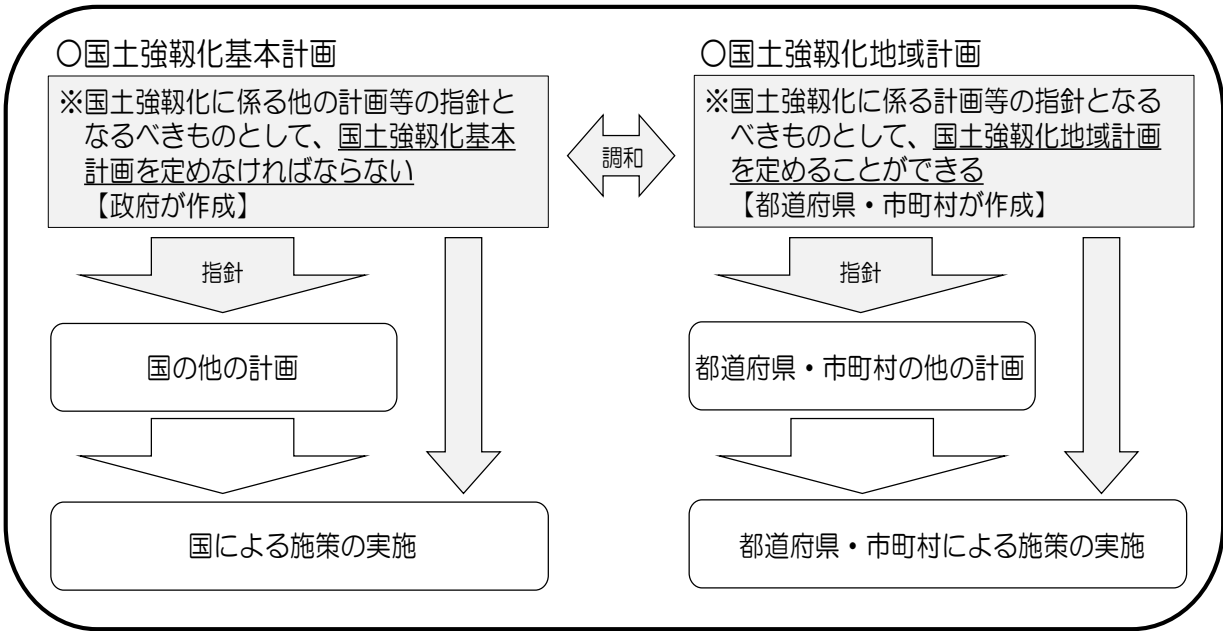 〇国土強靱化基本計画
※国土強靱化に係る他の計画等の指針と
なるべきものとして、国土強靱化基本
計画を定めなければならない
【政府が作成】
指針
国の他の計画
国による施策の実施
調和
〇国土強靱化地域計画
※国土強靱化に係る計画等の指針となる
べきものとして、国土強靱化地域計画
を定めることができる
【都道府県・市町村が作成】
指針
都道府県・市町村の他の計画
都道府県・市町村による施策の実施